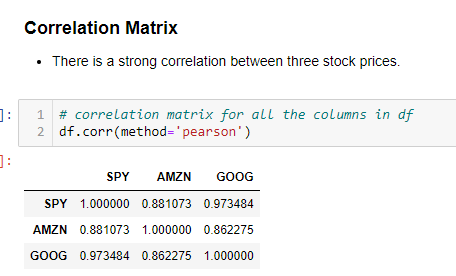 Correlation Matrix
• There is a strong correlation between three stock prices.
]: 1 # correlation matrix for all the columns in df
2 df.corr(method='pearson')
]:
SPY AMZN GOOG
SPY 1.000000 0.881073 0.973484
AMZN 0.881073 1.000000 0.862275
GOOG 0.973484 0.862275 1.000000